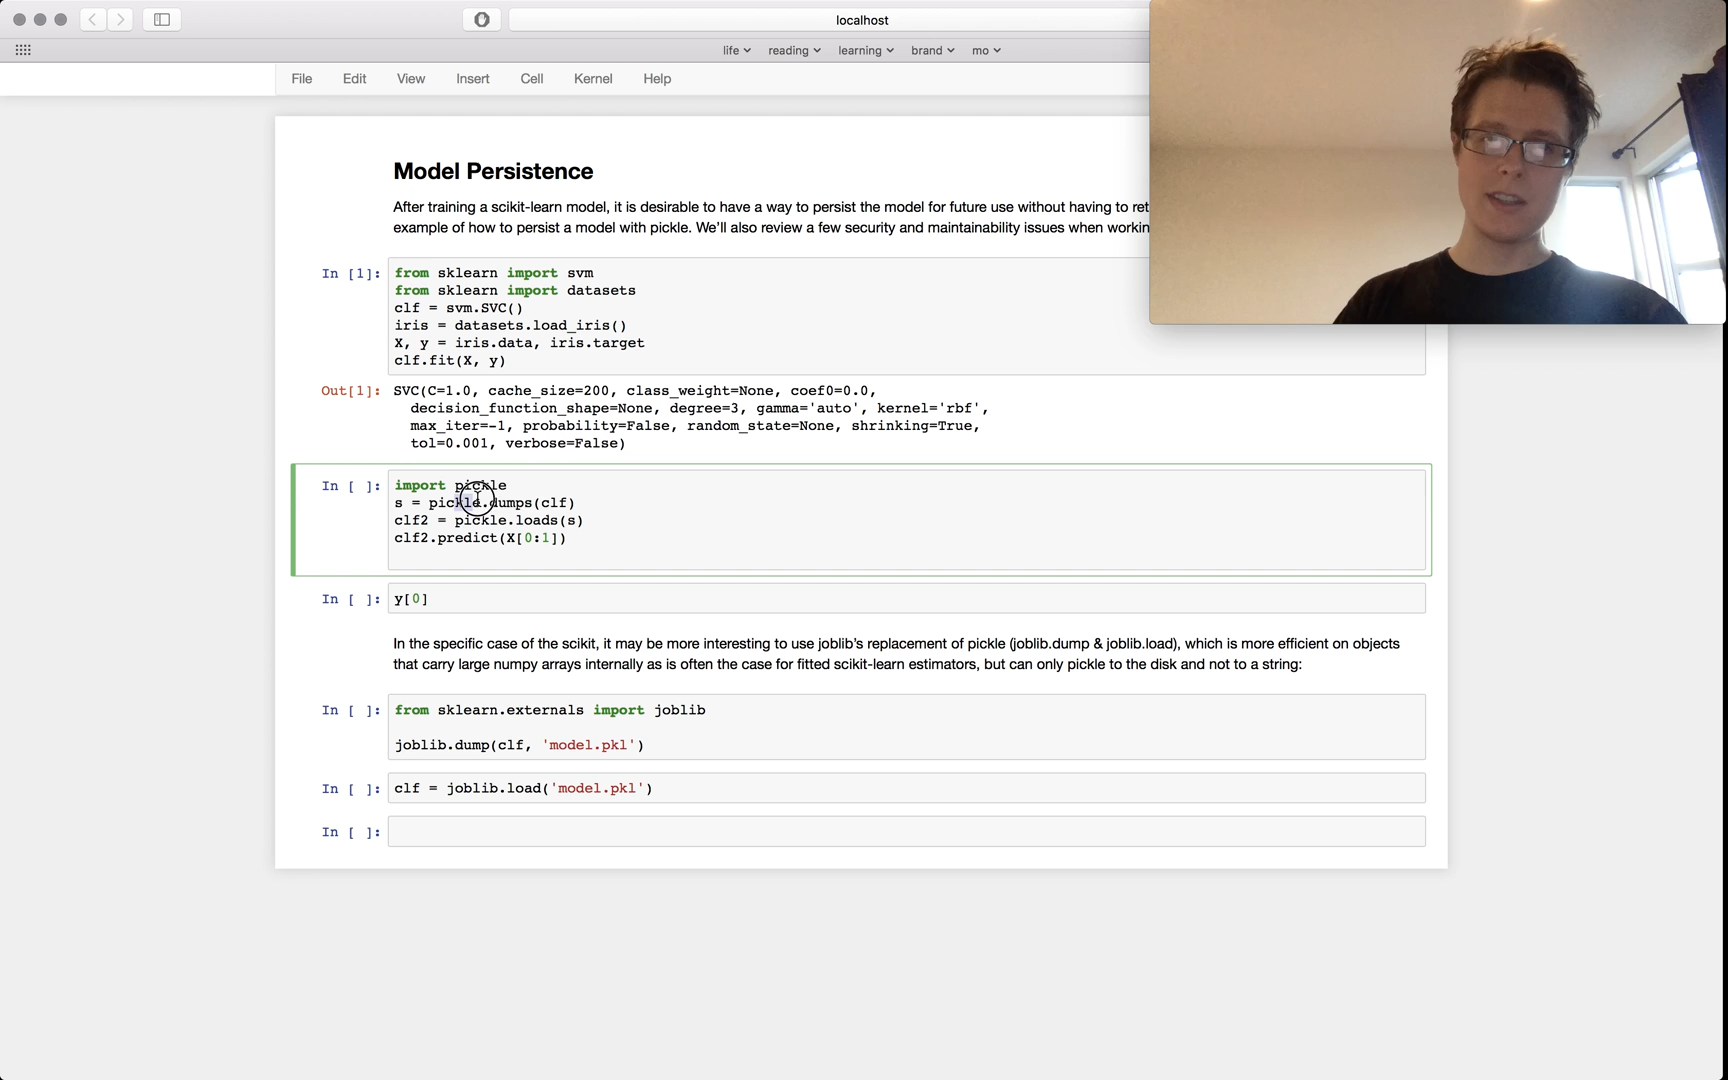 localhost
life reading learning brand mo
File Edit View Insert Cell Kernel Help
Model Persistence
After training a scikit-learn model, it is desirable to have a way to persist the model for future use without having to
example of how to persist a model with pickle. We'll also review a few security and maintainability issues when
In [1]: from sklearn import svm
from sklearn import datasets
clf = svm.SVC()
iris = datasets.load_iris()
X, y = iris.data, iris.target
clf.fit(X, y)
Out[1]: SVC(C=1.0, cache_size=200, class_weight=None, coef0=0.0,
decision_function_shape=None, degree=3, gamma='auto', kernel='rbf',
max_iter=-1, probability=False, random_state=None, shrinking=True,
tol=0.001, verbose=False)
In [ ]: import pickle
s = pickle.dumps(clf)
clf2 = pickle.loads(s)
clf2.predict(X[0:1])
In [ ]: y[0]
In the specific case of the scikit, it may be more interesting to use joblib's replacement of pickle (joblib.dump & joblib.load), which is more efficient on objects
that carry large numpy arrays internally as is often the case for fitted scikit-learn estimators, but can only pickle to the disk and not to a string:
In [ ]: from sklearn.externals import joblib
joblib.dump(clf, 'model.pkl')
In [ ]: clf = joblib.load('model.pkl')
In [ ]: